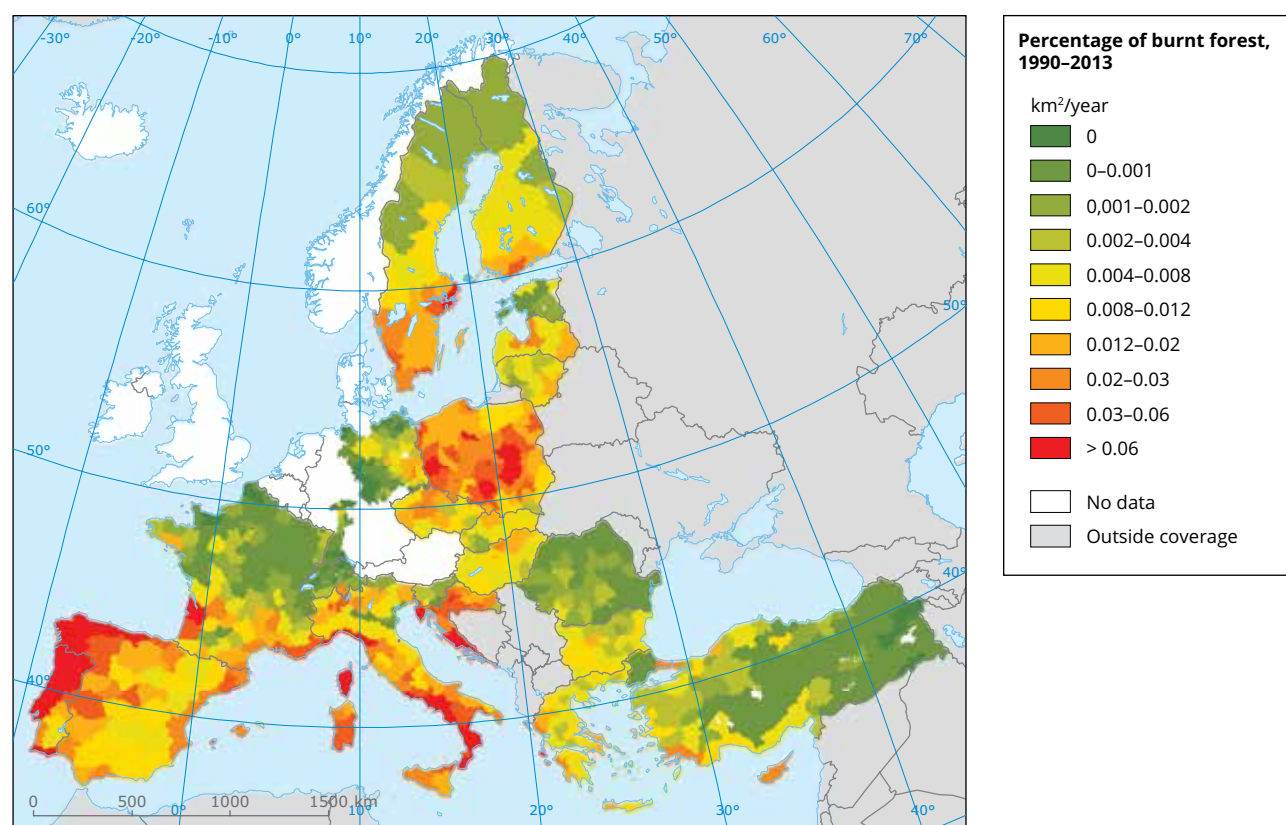 -30° -20° -10° 0° 10° 20° 30° 40° 50° 60° 70°
60°
50°
50°
40°
40°
0 500 1000 1500 km
0° 10° 20° 30° 40°
Percentage of burnt forest,
1990–2013
km²/year
0
0–0.001
0,001–0.002
0.002–0.004
0.004–0.008
0.008–0.012
0.012–0.02
0.02–0.03
0.03–0.06
> 0.06
No data
Outside coverage